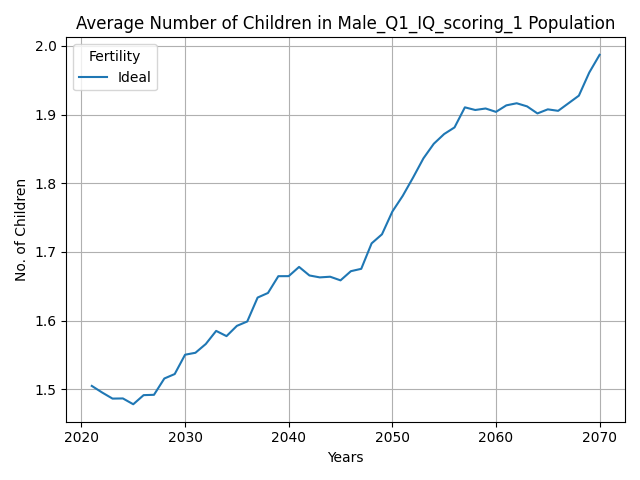 Average Number of Children in Male_Q1_IQ_scoring_1 Population
Fertility
Ideal
No. of Children
2.0
1.9
1.8
1.7
1.6
1.5
2020 2030 2040 2050 2060 2070
Years